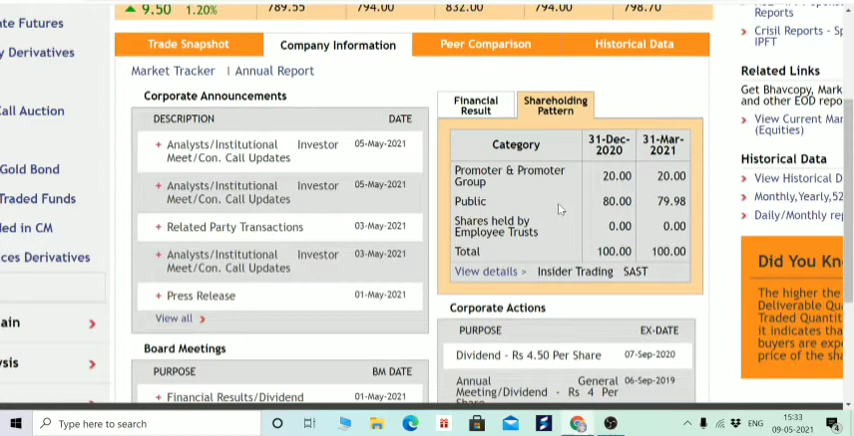 9.50 1.20% 789.55 794.00 832.00 794.00 798.70
Trade Snapshot Company Information Peer Comparison Historical Data
Market Tracker | Annual Report
Corporate Announcements
DESCRIPTION DATE
+ Analysts/Institutional Investor 05-May-2021
Meet/Con. Call Updates
+ Analysts/Institutional Investor 05-May-2021
Meet/Con. Call Updates
+ Related Party Transactions 03-May-2021
+ Analysts/Institutional Investor 03-May-2021
Meet/Con. Call Updates
+ Press Release 01-May-2021
View all >
Board Meetings
PURPOSE BM DATE
+ Financial Results/Dividend 01-May-2021
Financial
Result
Shareholding
Pattern
Category 31-Dec-2020 31-Mar-2021
Promoter & Promoter
Group 20.00 20.00
Public 80.00 79.98
Shares held by
Employee Trusts 0.00 0.00
Total 100.00 100.00
View details > Insider Trading SAST
Corporate Actions
PURPOSE EX-DATE
Dividend - Rs 4.50 Per Share 07-Sep-2020
Annual General 06-Sep-2019
Meeting/Dividend - Rs 4 Per
Share
ate Futures
y Derivatives
all Auction
Gold Bond
Traded Funds
led in CM
ces Derivatives
ain >
sis >
Reports
> Crisil Reports - Sp
IPFT
Related Links
Get Bhavcopy, Mark
and other EOD repo
> View Current Mar
(Equities)
Historical Data
> View Historical D
> Monthly,Yearly,52
> Daily/Monthly rep
Did You Kn
The higher the
Deliverable Qua
Traded Quantit
it indicates tha
buyers are expe
price of the sha
Type here to search
ENG
15:33
09-05-2021
4